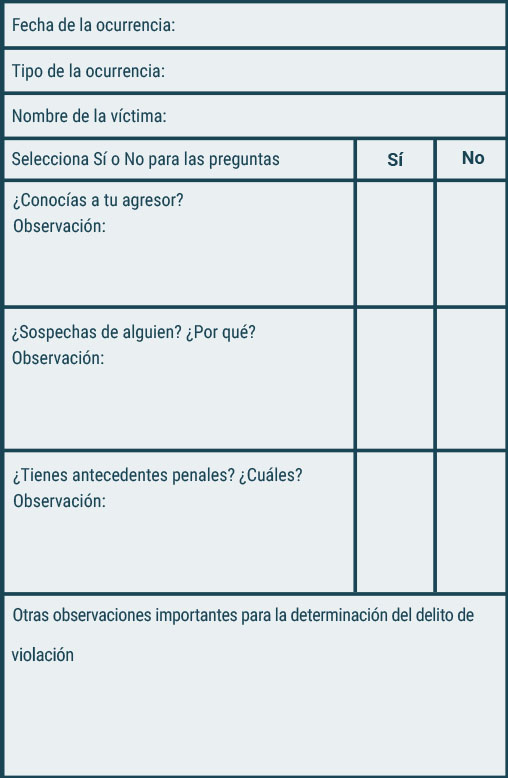 Fecha de la ocurrencia:
Tipo de la ocurrencia:
Nombre de la víctima:
Selecciona Sí o No para las preguntas
Sí
No
¿Conocías a tu agresor?
Observación:
¿Sospechas de alguien? ¿Por qué?
Observación:
¿Tienes antecedentes penales? ¿Cuáles?
Observación:
Otras observaciones importantes para la determinación del delito de
violación